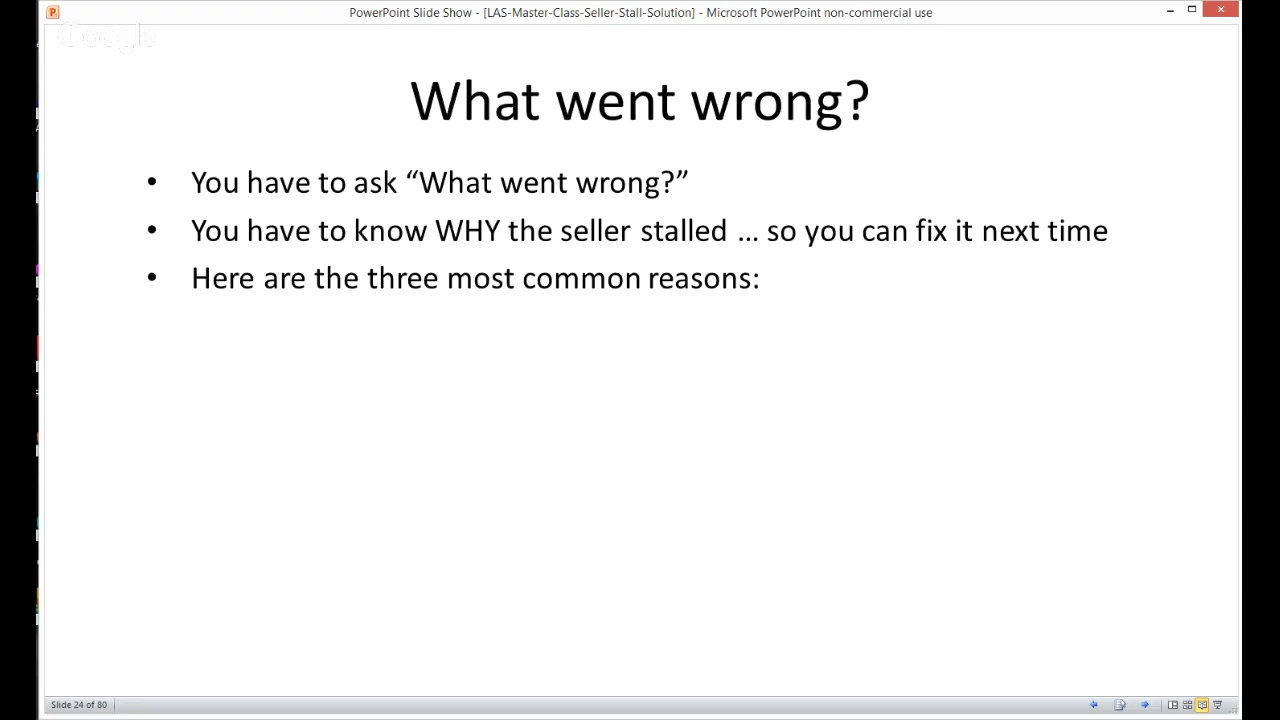 PowerPoint Slide Show - [LAS-Master-Class-Seller-Stall-Solution] - Microsoft PowerPoint non-commercial use
Google
What went wrong?
• You have to ask “What went wrong?”
• You have to know WHY the seller stalled … so you can fix it next time
• Here are the three most common reasons:
Slide 24 of 80